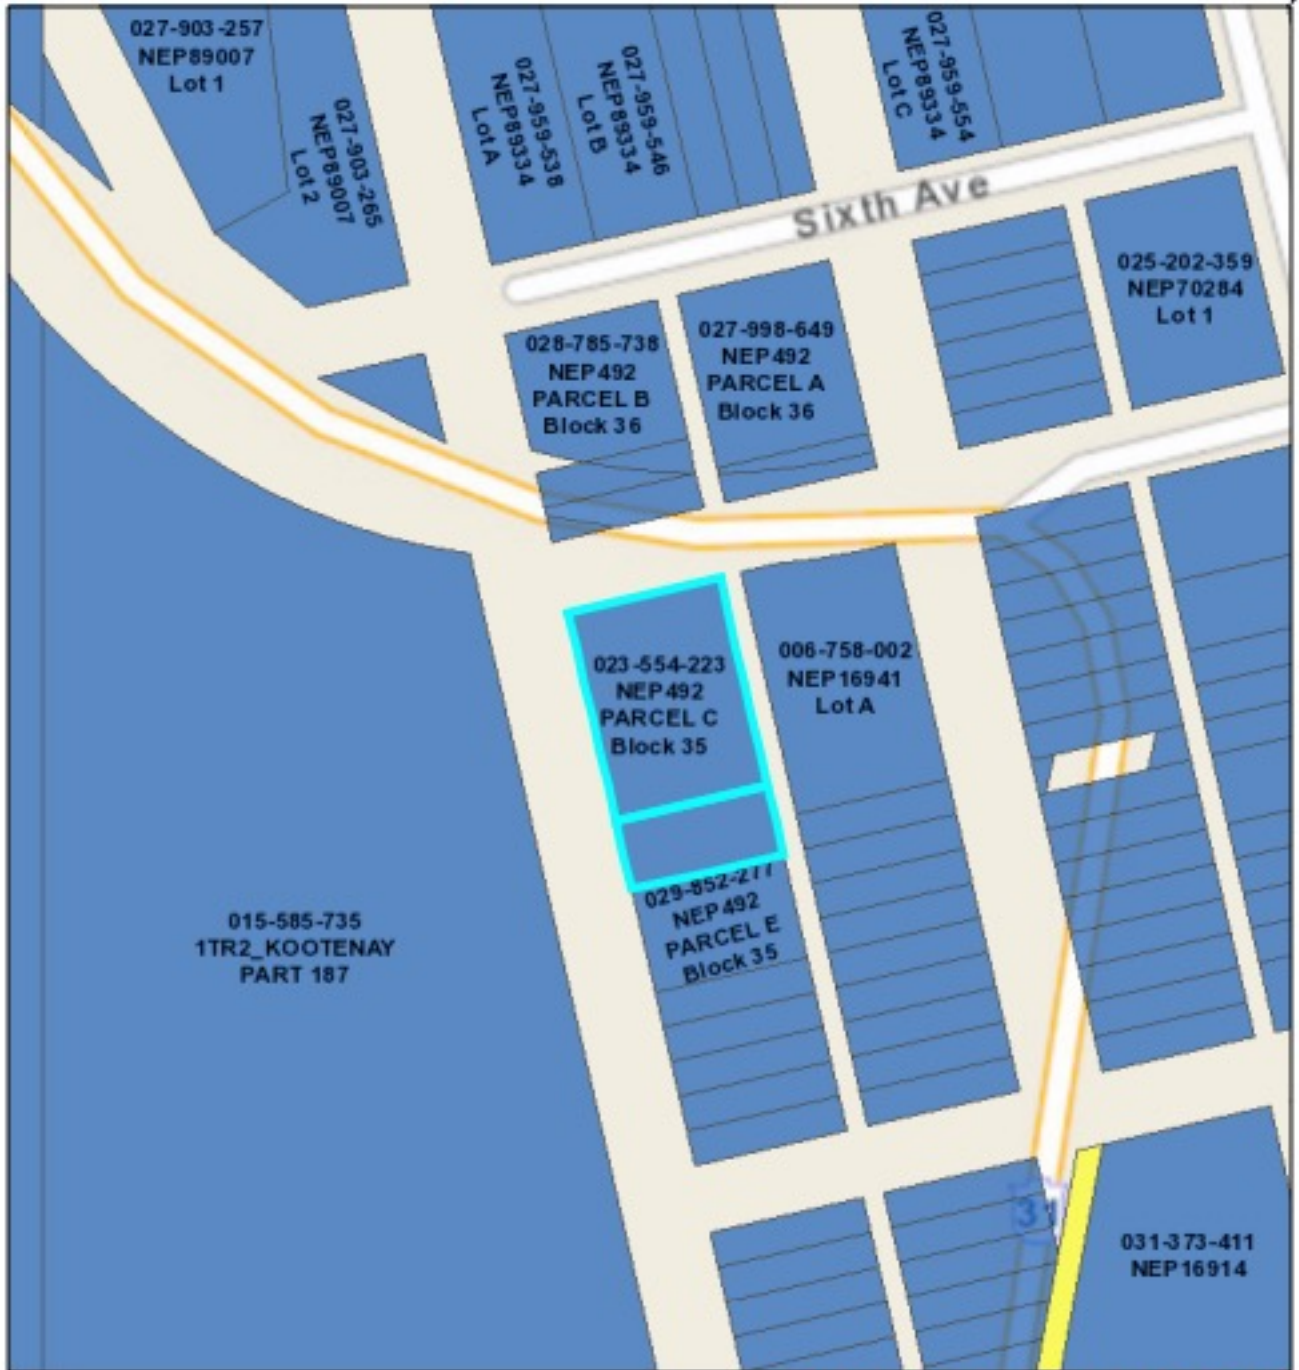 027-903-257
NEP89007
Lot 1
027-903-265
NEP89007
Lot 2
027-959-538
NEP89334
Lot A
027-959-546
NEP89334
Lot B
027-959-554
NEP89334
Lot C
Sixth Ave
025-202-359
NEP70284
Lot 1
028-785-738
NEP492
PARCEL B
Block 36
027-998-649
NEP492
PARCEL A
Block 36
023-554-223
NEP492
PARCEL C
Block 35
006-758-002
NEP16941
Lot A
029-852-277
NEP492
PARCEL E
Block 35
015-585-735
1TR2_KOOTENAY
PART 187
31
031-373-411
NEP16914